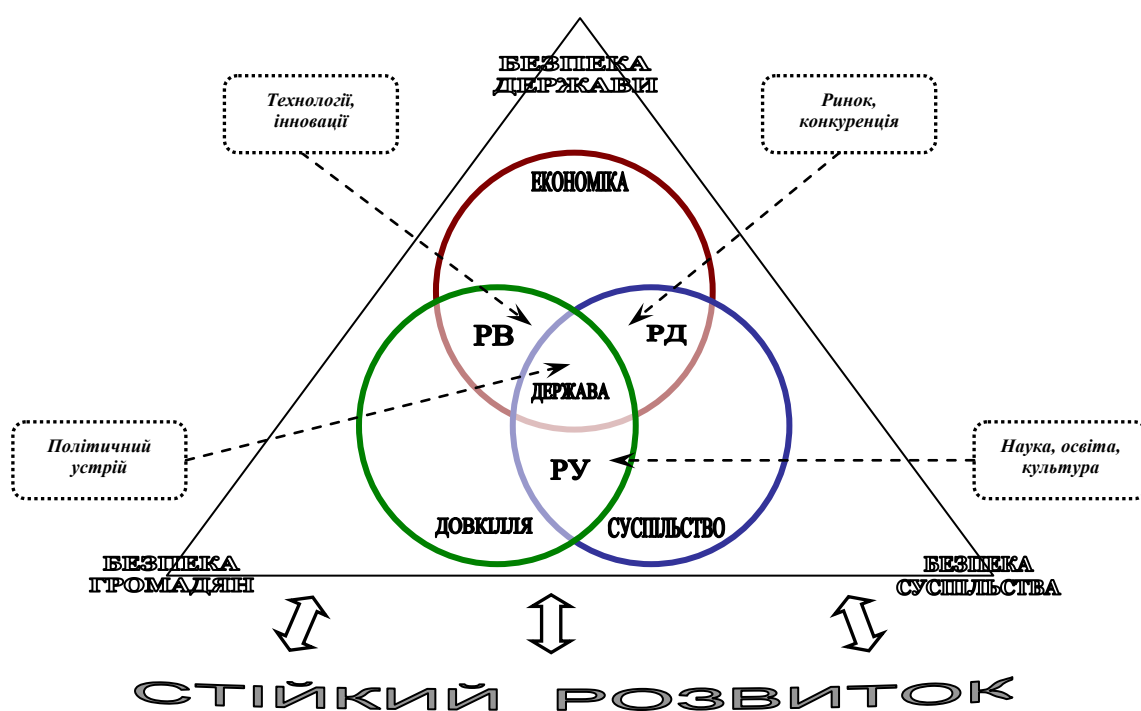 БЕЗПЕКА
ДЕРЖАВИ
Технології,
інновації
Ринок,
конкуренція
ЕКОНОМІКА
РВ
РД
ДЕРЖАВА
Політичний
устрій
Наука, освіта,
культура
РУ
ДОВКІЛЛЯ
СУСПІЛЬСТВО
БЕЗПЕКА
ГРОМАДЯН
БЕЗПЕКА
СУСПІЛЬСТВА
СТІЙКИЙ РОЗВИТОК